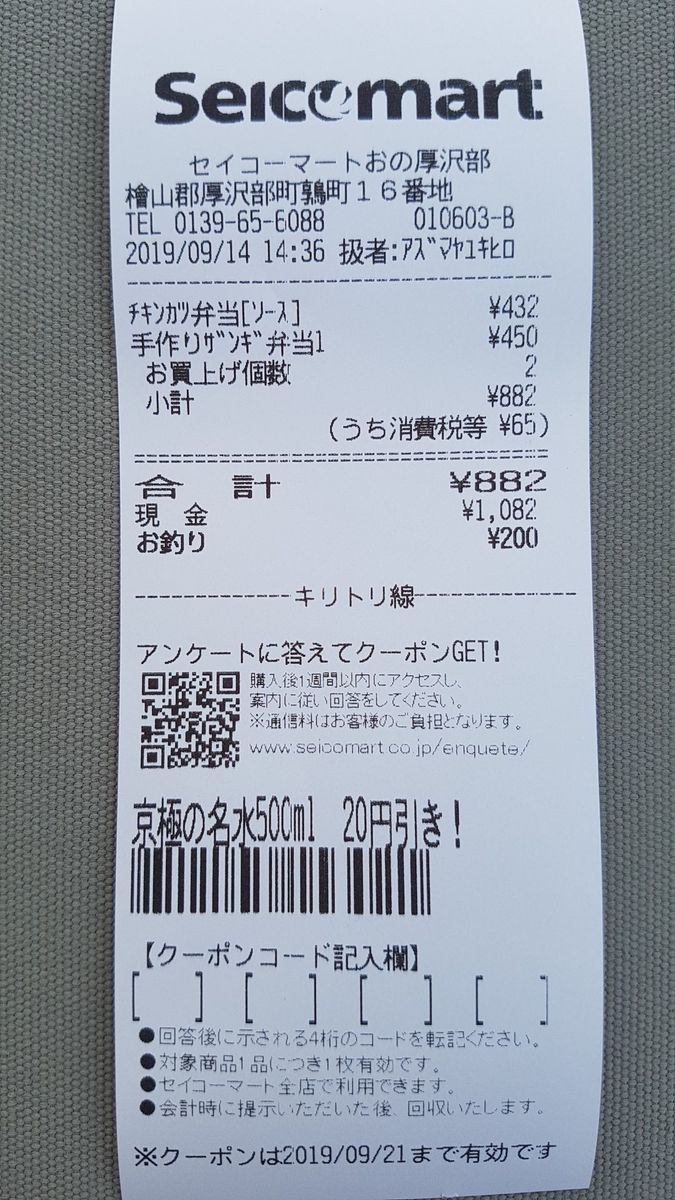 Seicomart
セイコーマートおの厚沢部
檜山郡厚沢部町鶉町１６番地
TEL 0139-65-6088 010603-B
2019/09/14 14:36 扱者:ｱｽﾞﾏﾕｷﾋﾛ
ﾁｷﾝｶﾂ弁当[ｿｰｽ] ¥432
手作りｻﾞﾝｷﾞ弁当1 ¥450
お買上げ個数 2
小計 ¥882
(うち消費税等 ¥65)
合 計 ¥882
現 金 ¥1,082
お釣り ¥200
キリトリ線
アンケートに答えてクーポンGET!
購入後1週間以内にアクセスし、
案内に従い回答をしてください。
※通信料はお客様のご負担となります。
www.seicomart.co.jp/enquete/
京極の名水500ml 20円引き!
【クーポンコード記入欄】
[ ] [ ] [ ] [ ]
●回答後に示される4桁のコードを転記ください。
●対象商品1品につき1枚有効です。
●セイコーマート全店で利用できます。
●会計時に提示いただいた後、回収いたします。
※クーポンは2019/09/21まで有効です